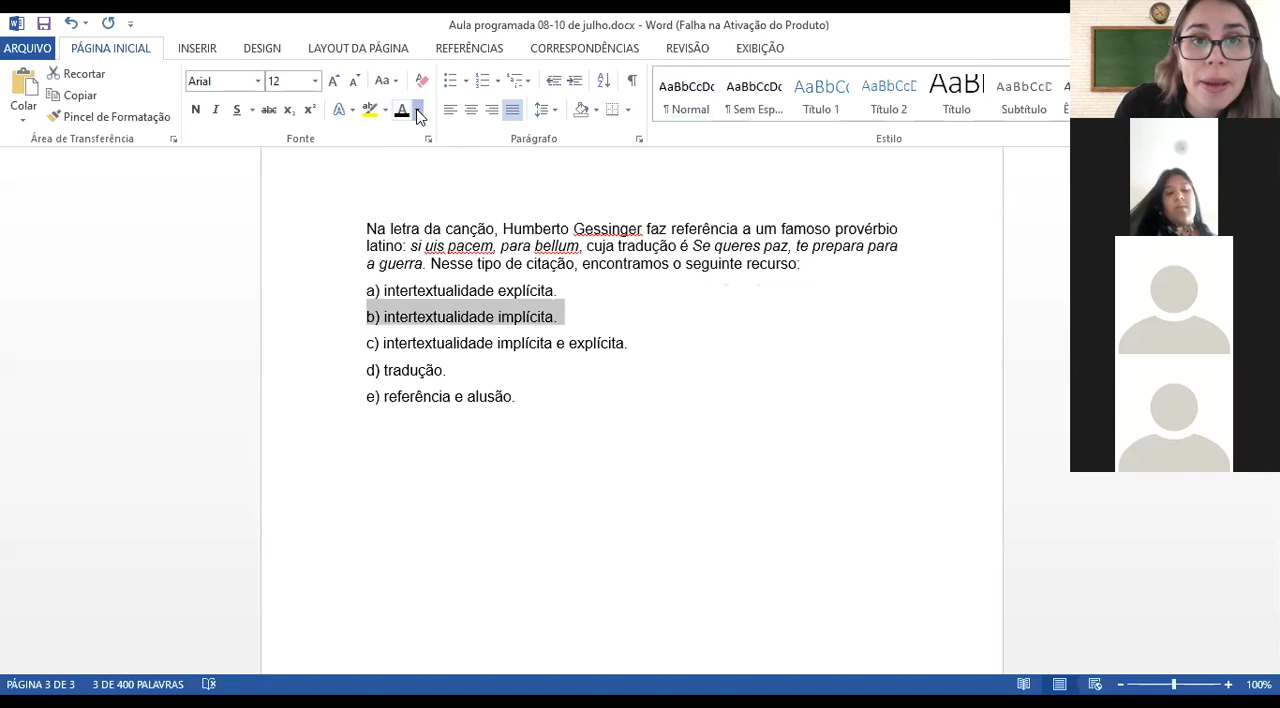 Aula programada 08-10 de julho.docx - Word (Falha na Ativação do Produto)
ARQUIVO PÁGINA INICIAL INSERIR DESIGN LAYOUT DA PÁGINA REFERÊNCIAS CORRESPONDÊNCIAS REVISÃO EXIBIÇÃO
Colar
Recortar
Copiar
Pincel de Formatação
Área de Transferência
Arial 12
N I S abc x₂ x²
Fonte
Parágrafo
AaBbCcDc AaBbCcDc AaBbCc AaBbCcD AaBl AaBbCcD
¶ Normal ¶ Sem Esp... Título 1 Título 2 Título Subtítulo
Estilo
Na letra da canção, Humberto Gessinger faz referência a um famoso provérbio
latino: si uis pacem, para bellum, cuja tradução é Se queres paz, te prepara para
a guerra. Nesse tipo de citação, encontramos o seguinte recurso:
a) intertextualidade explícita.
b) intertextualidade implícita.
c) intertextualidade implícita e explícita.
d) tradução.
e) referência e alusão.
PÁGINA 3 DE 3 3 DE 400 PALAVRAS 100%